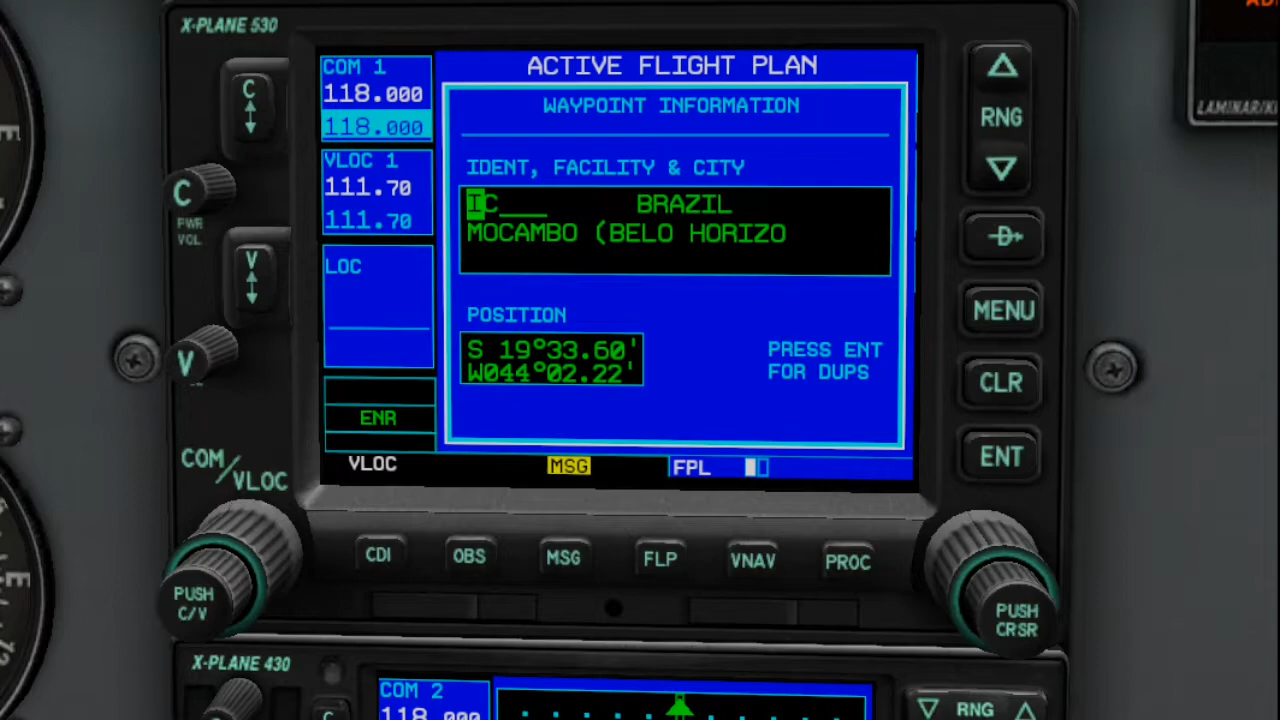 X-PLANE 530
COM 1
118.000
118.000
VLOC 1
111.70
111.70
LOC
ENR
VLOC
MSG
FPL
ACTIVE FLIGHT PLAN
WAYPOINT INFORMATION
IDENT, FACILITY & CITY
IC___ BRAZIL
MOCAMBO (BELO HORIZO
POSITION
S 19°33.60'
W044°02.22'
PRESS ENT
FOR DUPS
C
C
PWR
VOL
V
V
COM
/VLOC
PUSH
C/V
RNG
MENU
CLR
ENT
CDI
OBS
MSG
FLP
VNAV
PROC
PUSH
CRSR
E
E
X-PLANE 430
COM 2
118.000
RNG